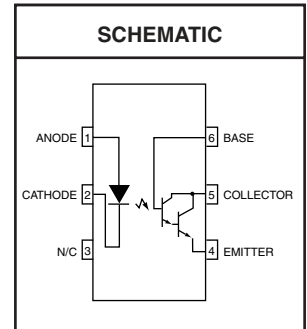 SCHEMATIC
ANODE 1
6 BASE
CATHODE 2
5 COLLECTOR
N/C 3
4 EMITTER